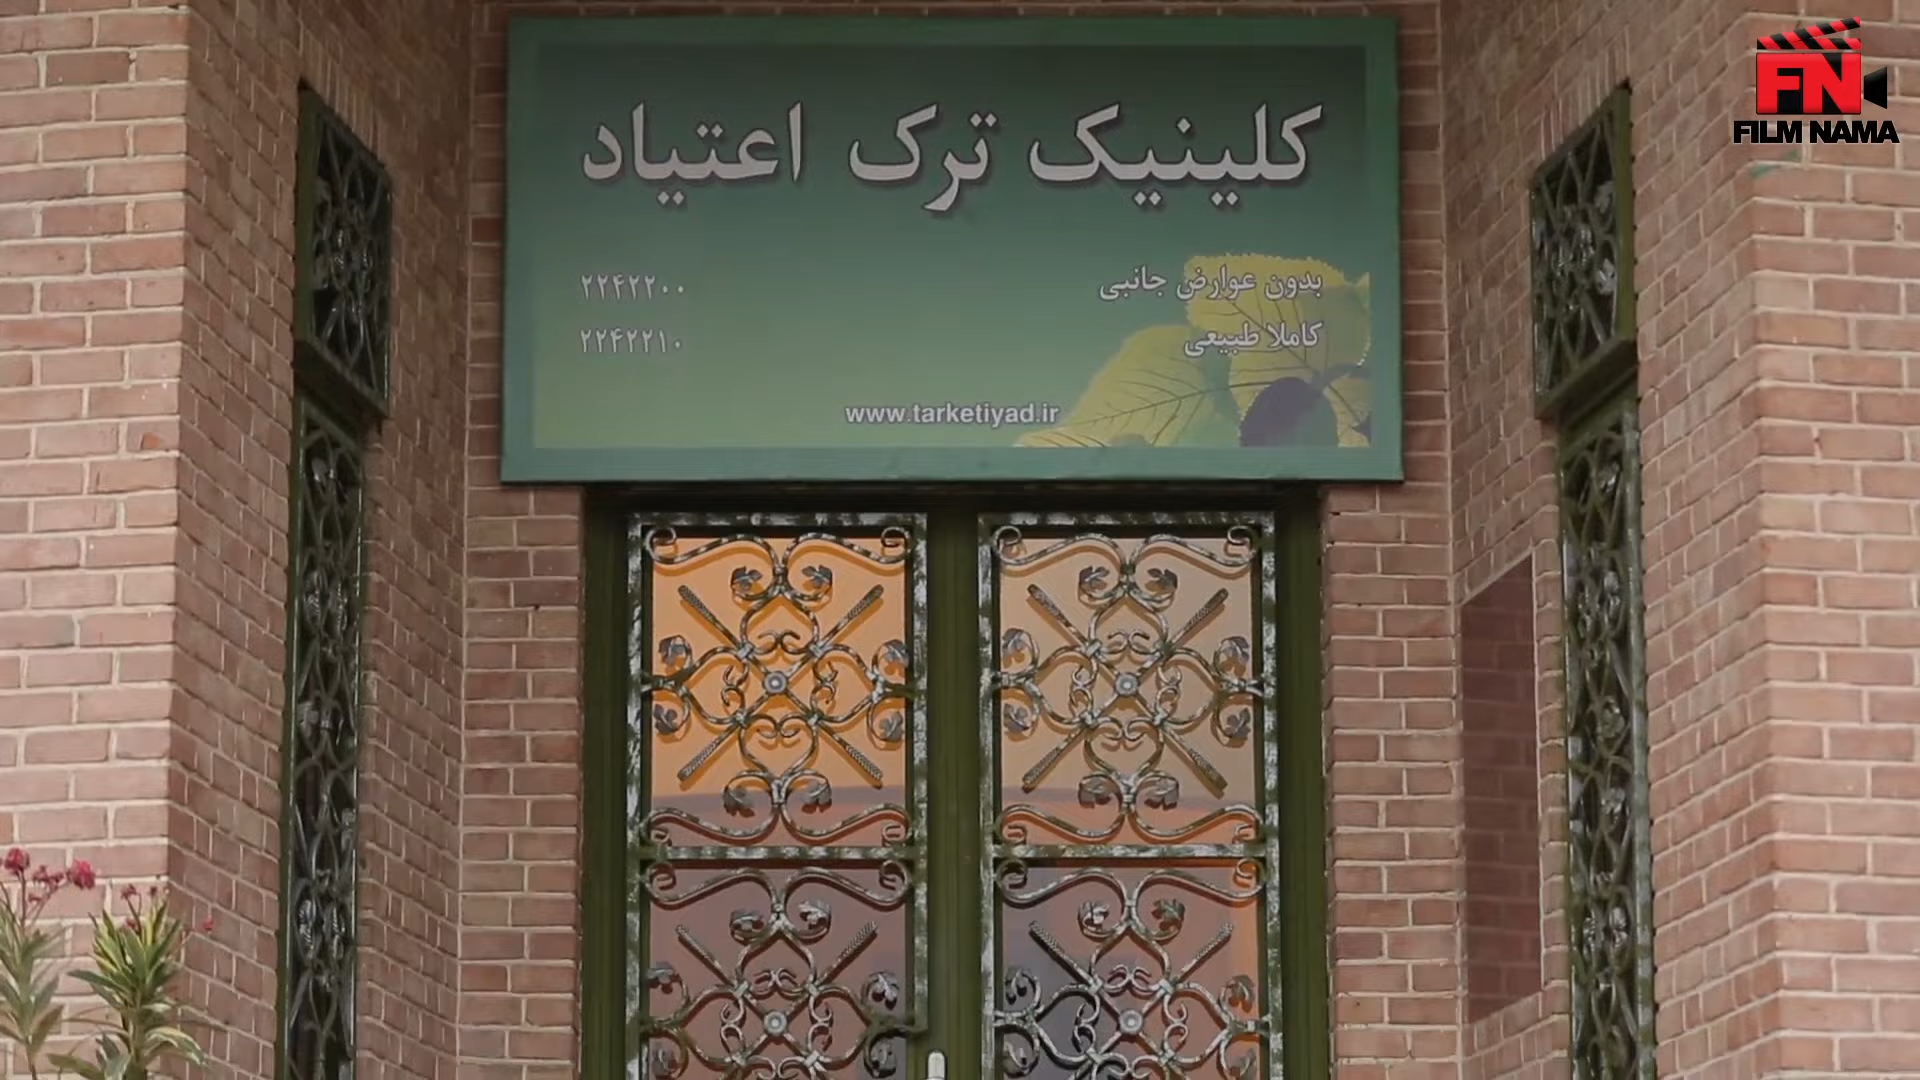 کلینیک ترک اعتیاد
بدون عوارض جانبی
۲۲۴۲۲۰۰
کاملا طبیعی
۲۲۴۲۲۱۰
www.tarketiyad.ir
FN
FILM NAMA